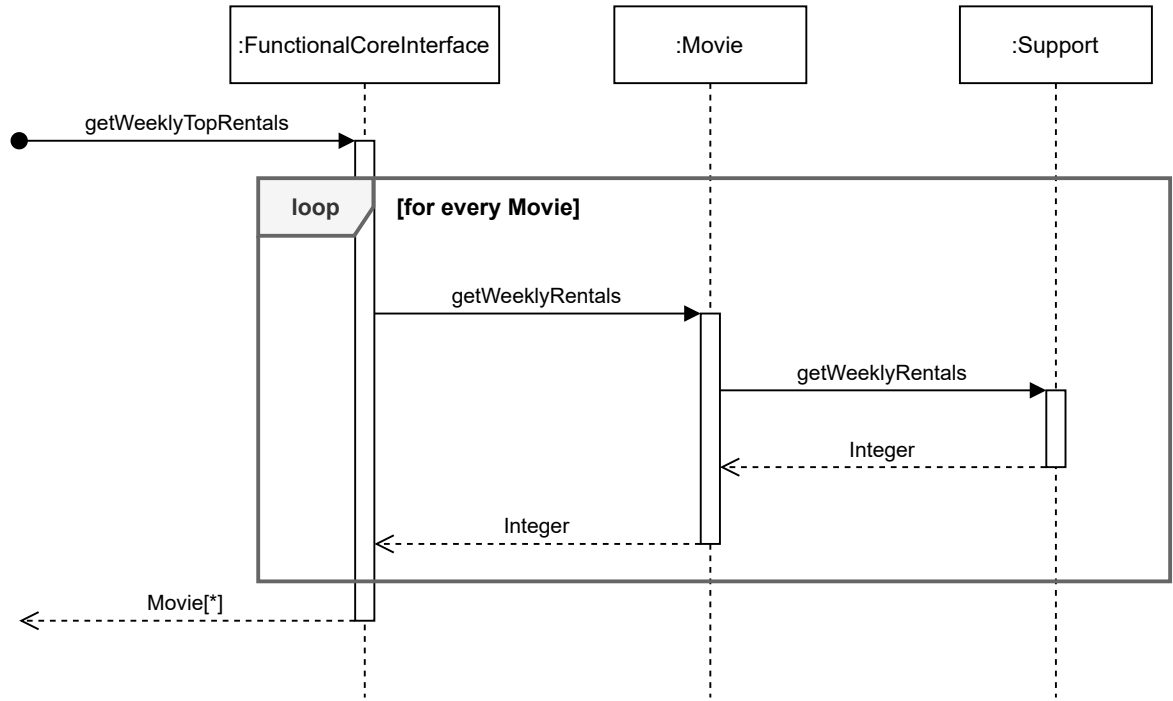 :FunctionalCoreInterface
:Movie
:Support
getWeeklyTopRentals
loop
[for every Movie]
getWeeklyRentals
getWeeklyRentals
Integer
Integer
Movie[*]